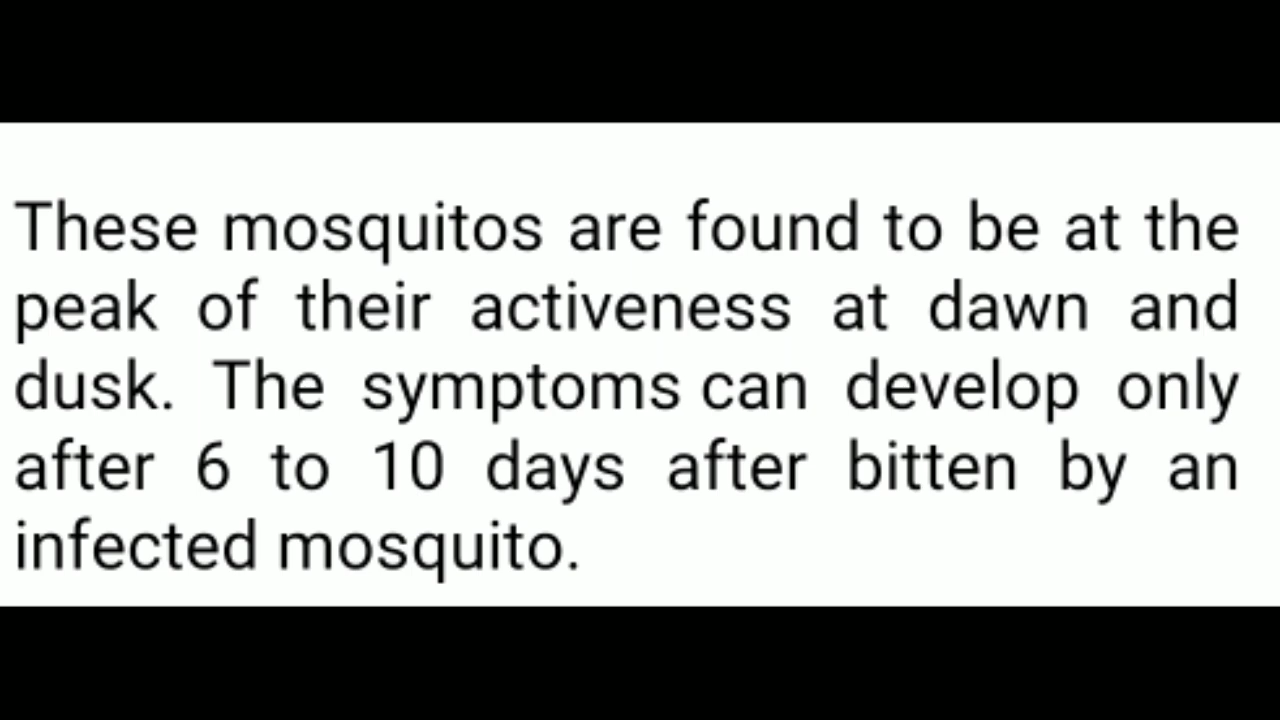 These mosquitos are found to be at the
peak of their activeness at dawn and
dusk. The symptoms can develop only
after 6 to 10 days after bitten by an
infected mosquito.